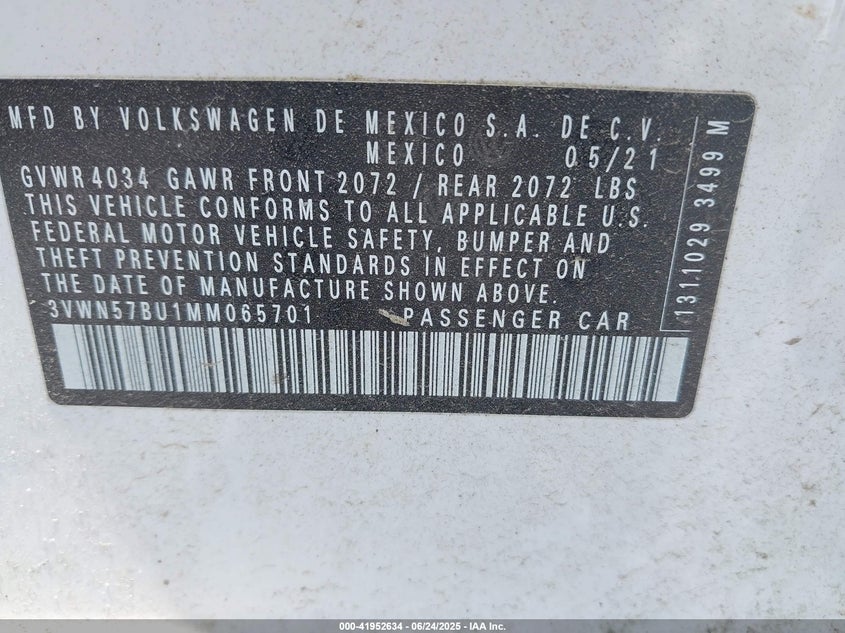 MFD BY VOLKSWAGEN DE MEXICO S.A. DE C.V.
MEXICO 05/21
GVWR 4034 GAWR FRONT 2072 / REAR 2072 LBS
THIS VEHICLE CONFORMS TO ALL APPLICABLE U.S.
FEDERAL MOTOR VEHICLE SAFETY, BUMPER AND
THEFT PREVENTION STANDARDS IN EFFECT ON
THE DATE OF MANUFACTURE SHOWN ABOVE.
3VWN57BU1MM065701 PASSENGER CAR
1311029 3499 M
000-41952634 / 06/24/2025 - IAA Inc.